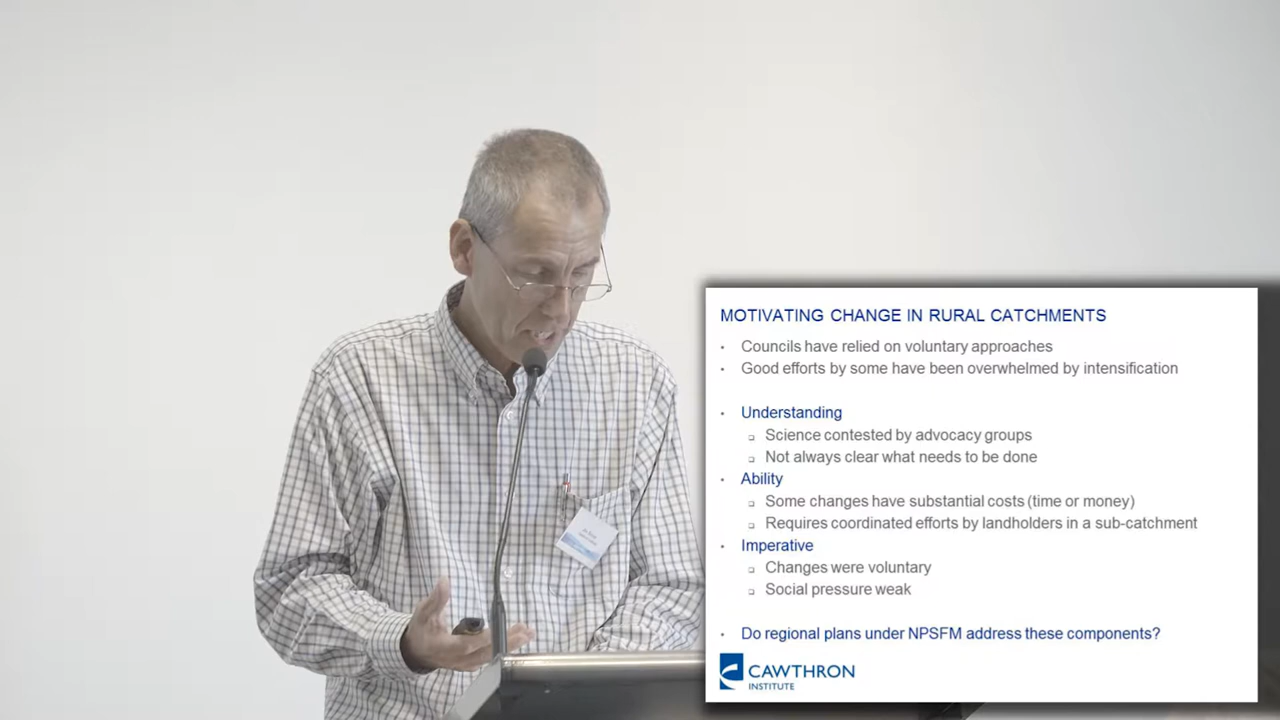 MOTIVATING CHANGE IN RURAL CATCHMENTS
• Councils have relied on voluntary approaches
• Good efforts by some have been overwhelmed by intensification
• Understanding
❑ Science contested by advocacy groups
❑ Not always clear what needs to be done
• Ability
❑ Some changes have substantial costs (time or money)
❑ Requires coordinated efforts by landholders in a sub-catchment
• Imperative
❑ Changes were voluntary
❑ Social pressure weak
• Do regional plans under NPSFM address these components?
CAWTHRON
INSTITUTE